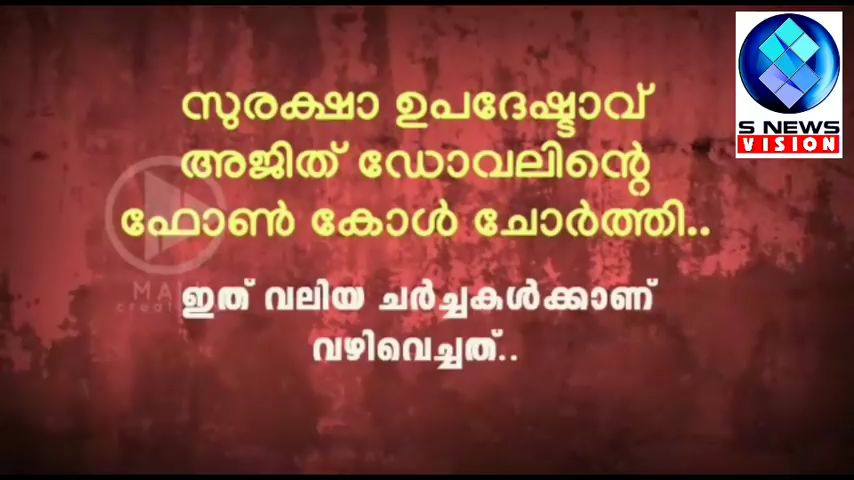 S NEWS
VISION
സുരക്ഷാ ഉപദേഷ്ടാവ്
അജിത് ഡോവലിന്റെ
ഫോൺ കോൾ ചോർത്തി..
ഇത് വലിയ ചർച്ചകൾക്കാണ്
വഴിവെച്ചത്..